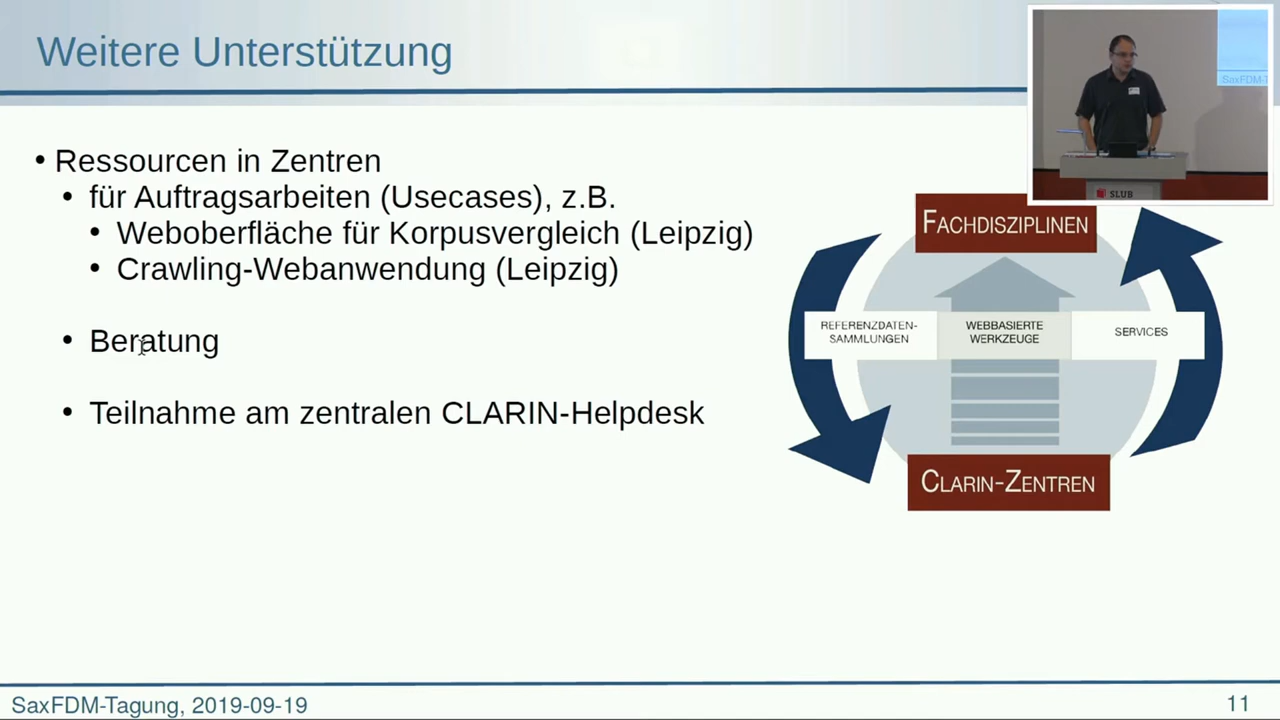 Weitere Unterstützung
SaxFDM-T
SLUB
• Ressourcen in Zentren
• für Auftragsarbeiten (Usecases), z.B.
• Weboberfläche für Korpusvergleich (Leipzig)
• Crawling-Webanwendung (Leipzig)
• Beratung
• Teilnahme am zentralen CLARIN-Helpdesk
FACHDISZIPLINEN
REFERENZDATEN-
SAMMLUNGEN
WEBBASIERTE
WERKZEUGE
SERVICES
CLARIN-ZENTREN
SaxFDM-Tagung, 2019-09-19
11